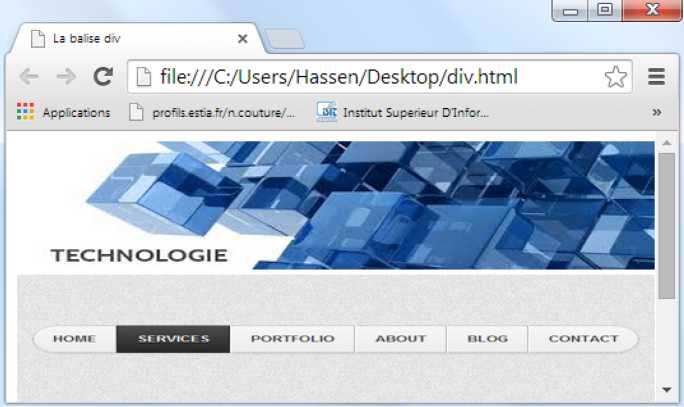 La balise div
file:///C:/Users/Hassen/Desktop/div.html
Applications profils.estia.fr/n.couture/... Institut Superieur D'Infor... »
TECHNOLOGIE
HOME SERVICES PORTFOLIO ABOUT BLOG CONTACT